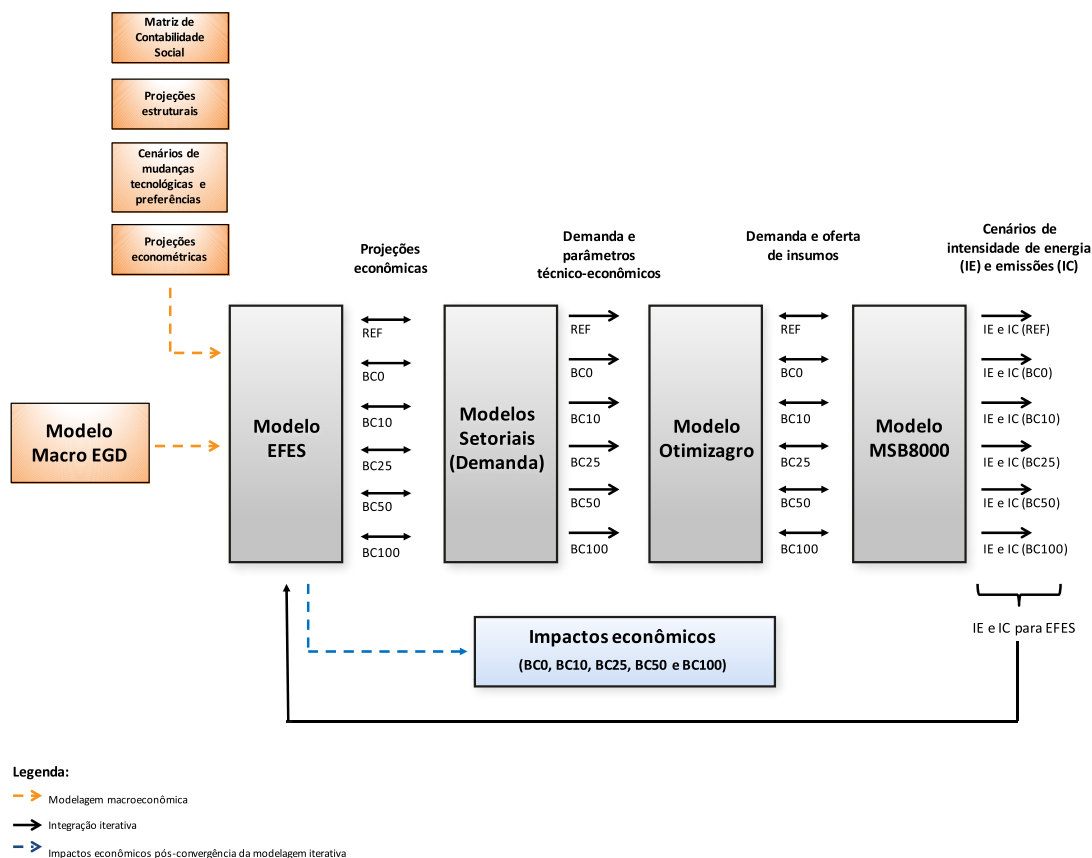 Matriz de
Contabilidade
Social
Projeções
estruturais
Cenários de
mudanças
tecnológicas e
preferências
Projeções
econométricas
Projeções
econômicas
Demanda e
parâmetros
técnico-econômicos
Demanda e oferta
de insumos
Cenários de
intensidade de energia
(IE) e emissões (IC)
Modelo
Macro EGD
Modelo
EFES
REF
BC0
BC10
BC25
BC50
BC100
Modelos
Setoriais
(Demanda)
REF
BC0
BC10
BC25
BC50
BC100
Modelo
Otimizagro
REF
BC0
BC10
BC25
BC50
BC100
Modelo
MSB8000
IE e IC (REF)
IE e IC (BC0)
IE e IC (BC10)
IE e IC (BC25)
IE e IC (BC50)
IE e IC (BC100)
IE e IC para EFES
Impactos econômicos
(BC0, BC10, BC25, BC50 e BC100)
Legenda:
Modelagem macroeconômica
Integração iterativa
Impactos econômicos pós-convergência da modelagem iterativa